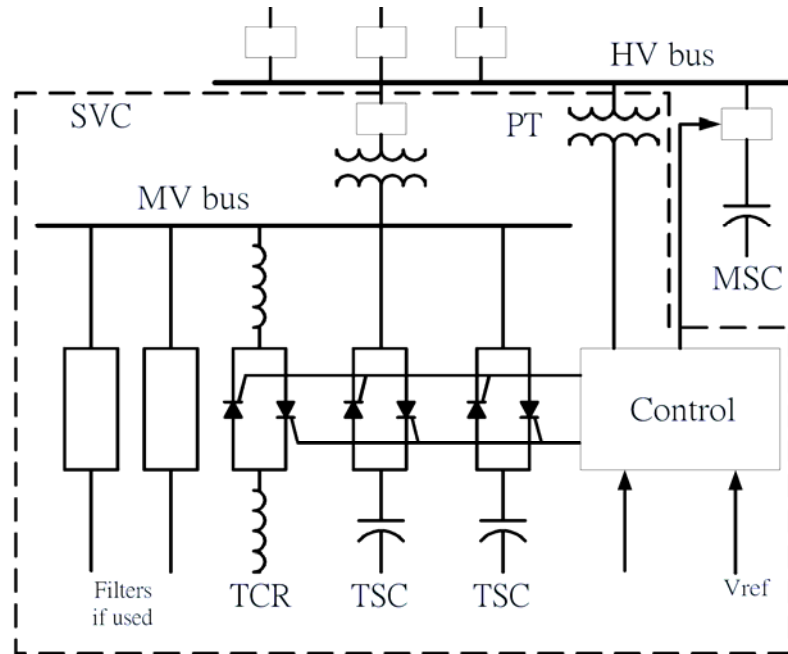 HV bus
SVC
PT
MV bus
MSC
Control
Filters
if used
TCR
TSC
TSC
Vref